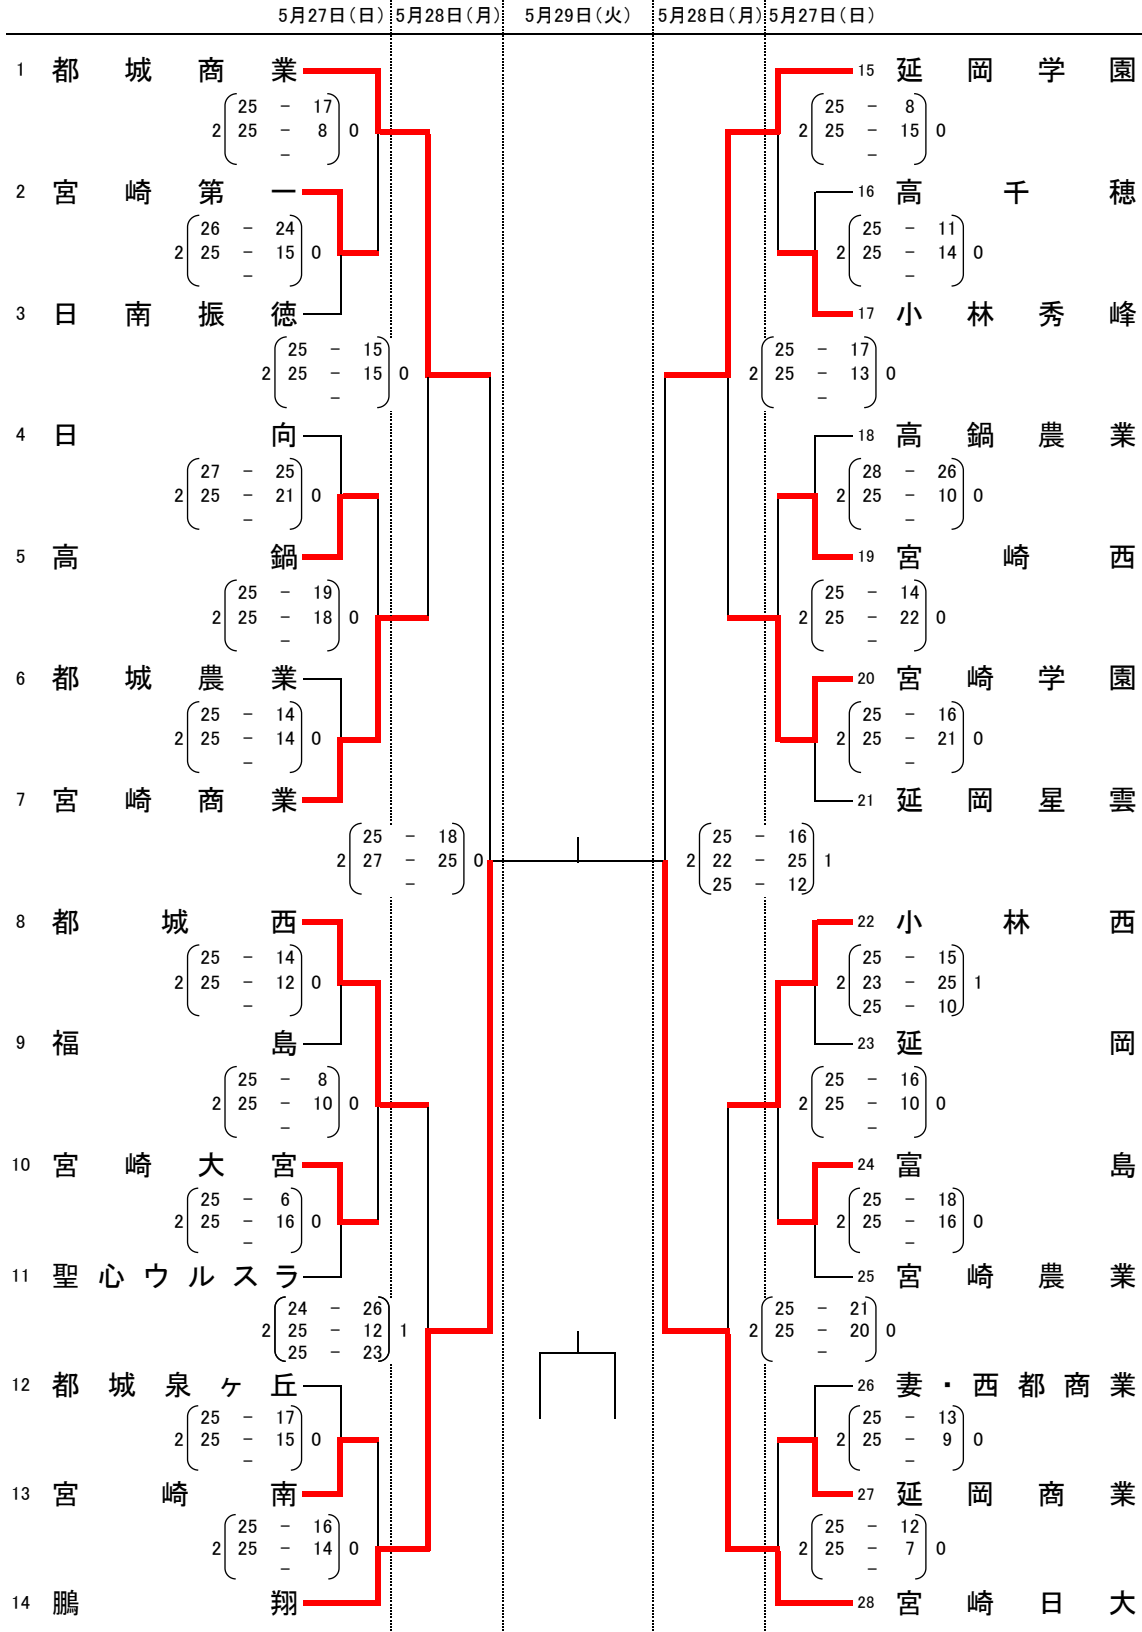 5月27日(日) 5月28日(月) 5月29日(火) 5月28日(月) 5月27日(日)
1 都城商業 15 延岡学園
25 - 17 25 - 8
2 25 - 8 0 2 25 - 15 0
- -
2 宮崎第一 16 高千穂
26 - 24 25 - 11
2 25 - 15 0 2 25 - 14 0
- -
3 日南振徳 17 小林秀峰
25 - 15 25 - 17
2 25 - 15 0 2 25 - 13 0
- -
4 日向 18 高鍋農業
27 - 25 28 - 26
2 25 - 21 0 2 25 - 10 0
- -
5 高鍋 19 宮崎西
25 - 19 25 - 14
2 25 - 18 0 2 25 - 22 0
- -
6 都城農業 20 宮崎学園
25 - 14 25 - 16
2 25 - 14 0 2 25 - 21 0
- -
7 宮崎商業 21 延岡星雲
25 - 18 25 - 16
2 27 - 25 0 2 22 - 25 1
- 25 - 12
8 都城西 22 小林西
25 - 14 25 - 15
2 25 - 12 0 2 23 - 25 1
- 25 - 10
9 福島 23 延岡
25 - 8 25 - 16
2 25 - 10 0 2 25 - 10 0
- -
10 宮崎大宮 24 富島
25 - 6 25 - 18
2 25 - 16 0 2 25 - 16 0
- -
11 聖心ウルスラ 25 宮崎農業
24 - 26 25 - 21
2 25 - 12 1 2 25 - 20 0
25 - 23 -
12 都城泉ヶ丘 26 妻・西都商業
25 - 17 25 - 13
2 25 - 15 0 2 25 - 9 0
- -
13 宮崎南 27 延岡商業
25 - 16 25 - 12
2 25 - 14 0 2 25 - 7 0
- -
14 鵬翔 28 宮崎日大